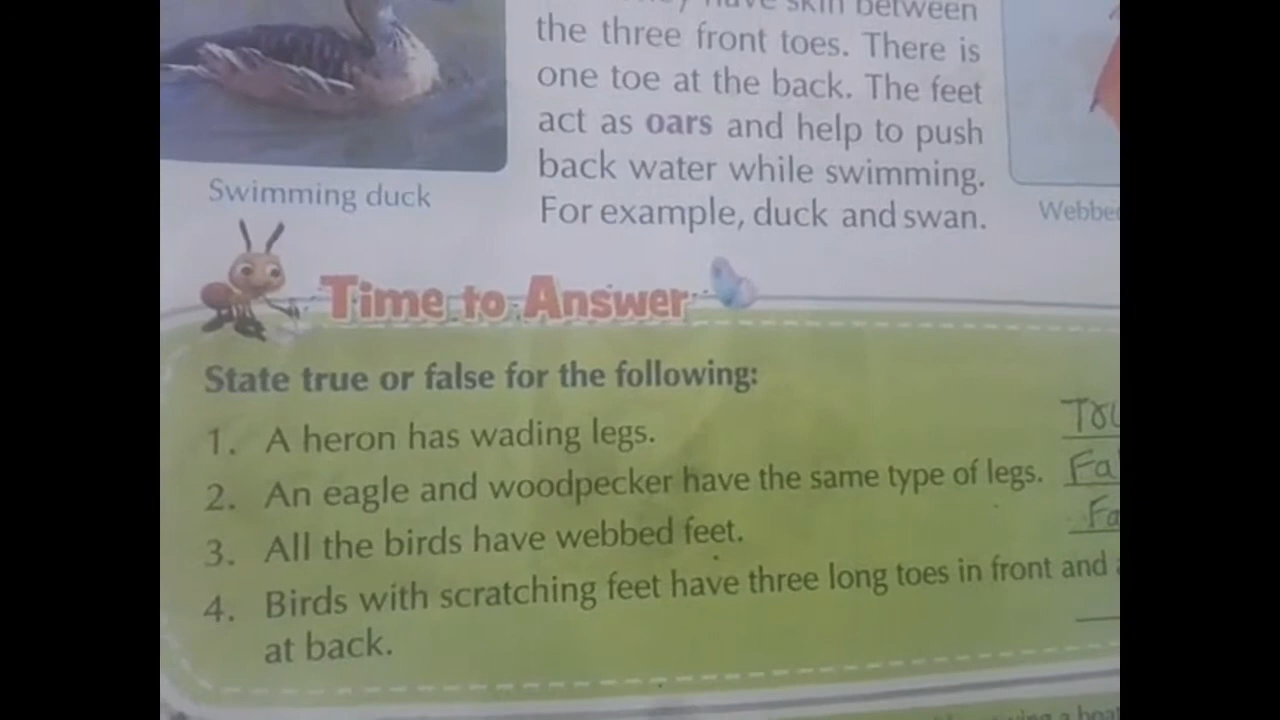 have skin between
the three front toes. There is
one toe at the back. The feet
act as oars and help to push
back water while swimming.
For example, duck and swan.
Swimming duck
Time to Answer
State true or false for the following:
1. A heron has wading legs.
2. An eagle and woodpecker have the same type of legs.
3. All the birds have webbed feet.
4. Birds with scratching feet have three long toes in front and
at back.